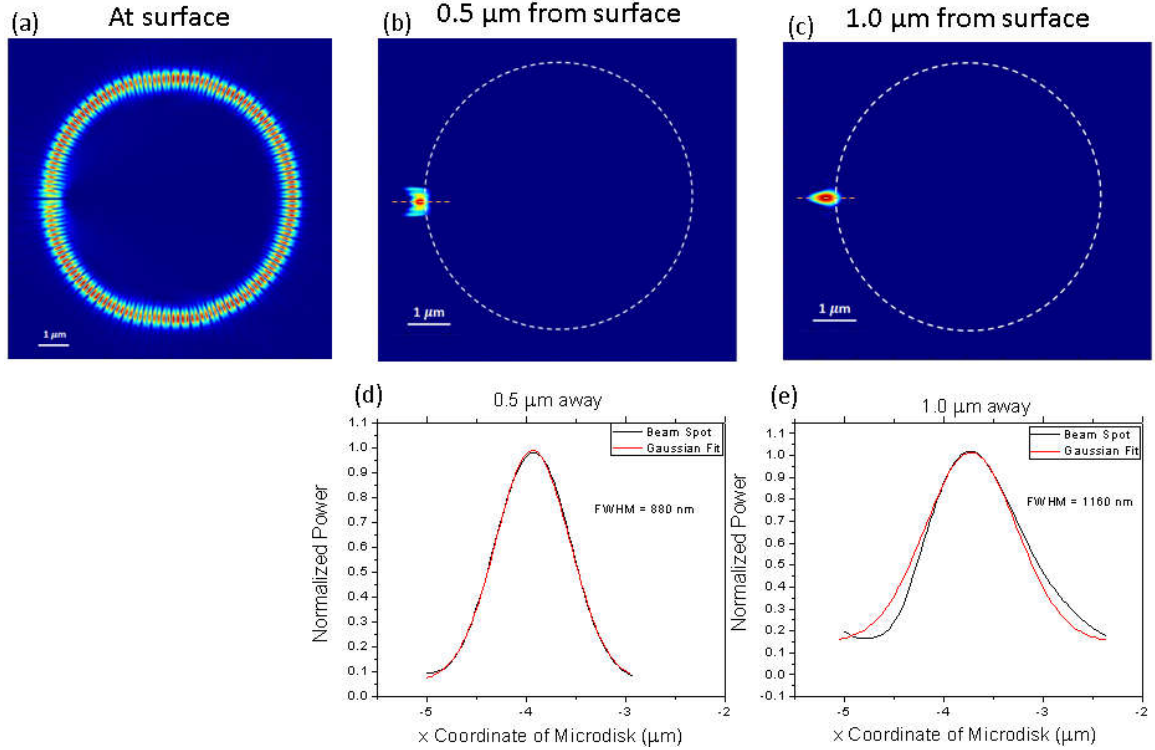 (a) At surface
(b) 0.5 µm from surface
(c) 1.0 µm from surface
1 µm
1 µm
1 µm
(d) 0.5 µm away
Beam Spot
Gaussian Fit
FWHM = 880 nm
Normalized Power
1.1
1.0
0.9
0.8
0.7
0.6
0.5
0.4
0.3
0.2
0.1
0.0
-5 -4 -3 -2
x Coordinate of Microdisk (µm)
(e) 1.0 µm away
Beam Spot
Gaussian Fit
FWHM = 1160 nm
Normalized Power
1.1
1.0
0.9
0.8
0.7
0.6
0.5
0.4
0.3
0.2
0.1
0.0
-0.1
-5 -4 -3 -2
x Coordinate of Microdisk (µm)